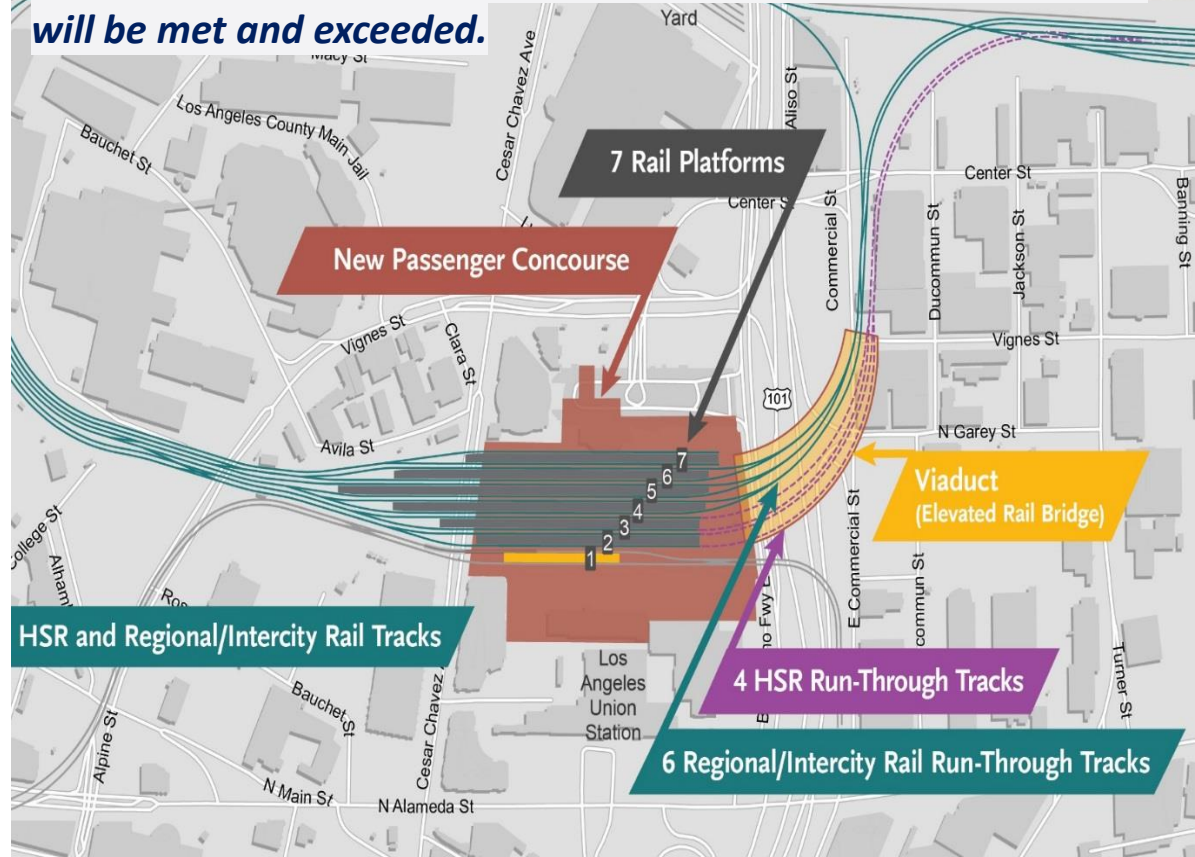 will be met and exceeded.
Yard
Macy St
Los Angeles County Main Jail
Bauchet St
Cesar Chavez Ave
Aliso St
7 Rail Platforms
Center St
Center St
Commercial St
Ducommun St
Jackson St
Banning St
New Passenger Concourse
Vignes St
Clara St
Vignes St
101
Avila St
N Garey St
7
6
5
4
3
2
1
Viaduct
(Elevated Rail Bridge)
College St
E Commercial St
HSR and Regional/Intercity Rail Tracks
Los
Angeles
Union
Station
4 HSR Run-Through Tracks
Turner St
Bauchet St
Alpine St
6 Regional/Intercity Rail Run-Through Tracks
N Main St
N Alameda St